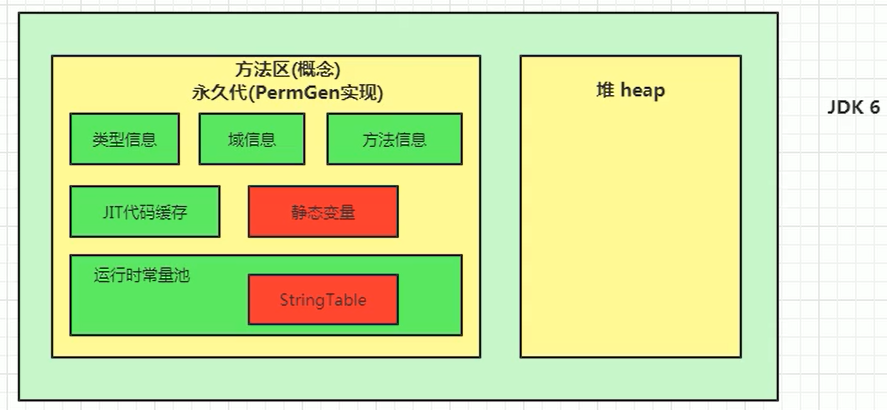 方法区(概念)
永久代(PermGen实现)
类型信息
域信息
方法信息
JIT代码缓存
静态变量
运行时常量池
StringTable
堆 heap
JDK 6